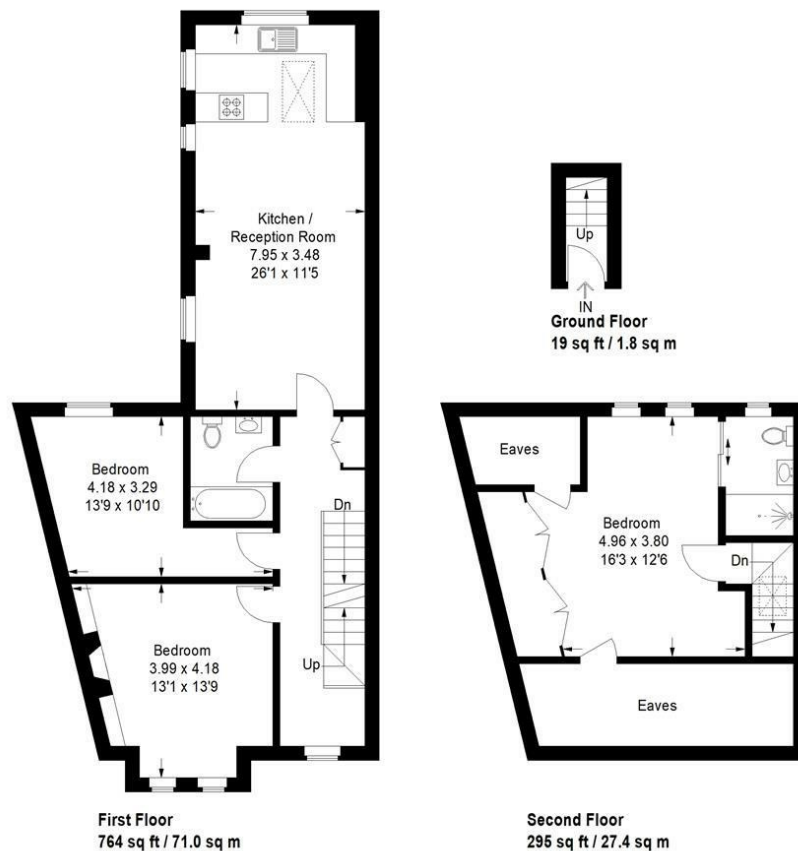 Kitchen /
Reception Room
7.95 x 3.48
26'1 x 11'5
Up
IN
Ground Floor
19 sq ft / 1.8 sq m
Bedroom
4.18 x 3.29
13'9 x 10'10
Dn
Bedroom
3.99 x 4.18
13'1 x 13'9
Up
First Floor
764 sq ft / 71.0 sq m
Eaves
Bedroom
4.96 x 3.80
16'3 x 12'6
Dn
Eaves
Second Floor
295 sq ft / 27.4 sq m